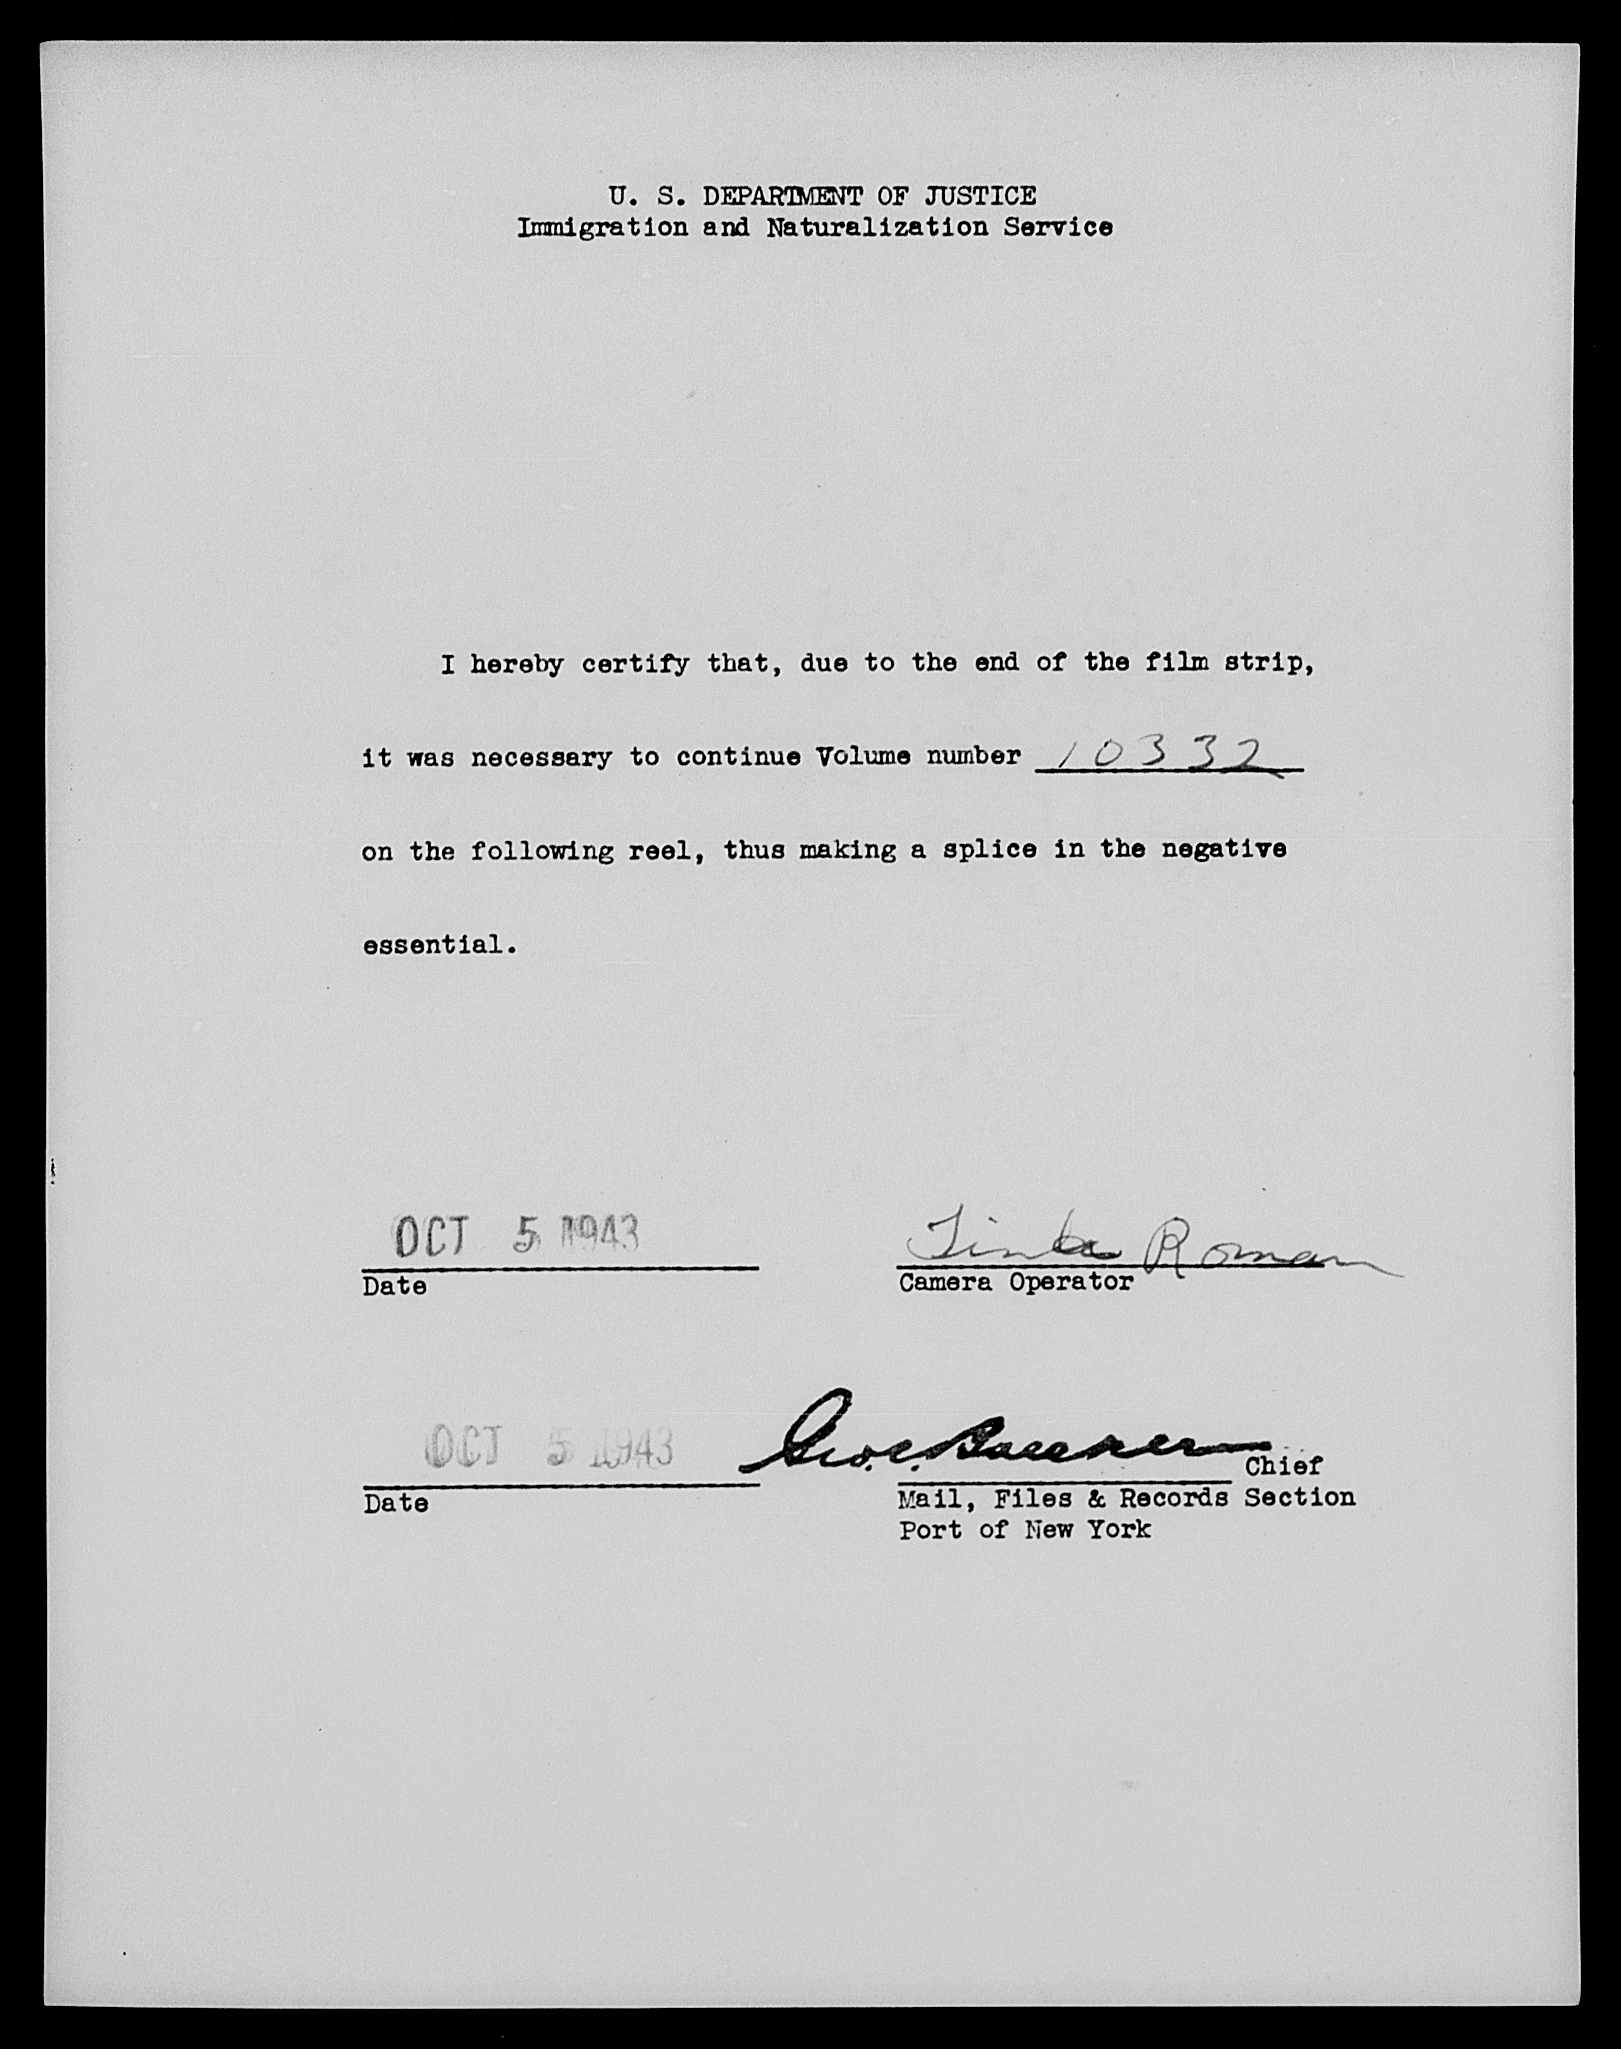 U. S. DEPARTMENT OF JUSTICE
Immigration and Naturalization Service
I hereby certify that, due to the end of the film strip,
it was necessary to continue Volume number 10332
on the following reel, thus making a splice in the negative
essential.
OCT 5 1943
Roman
Date
Camera Operator
OCT 5 1943
Chief
Date
Mail, Files & Records Section
Port of New York